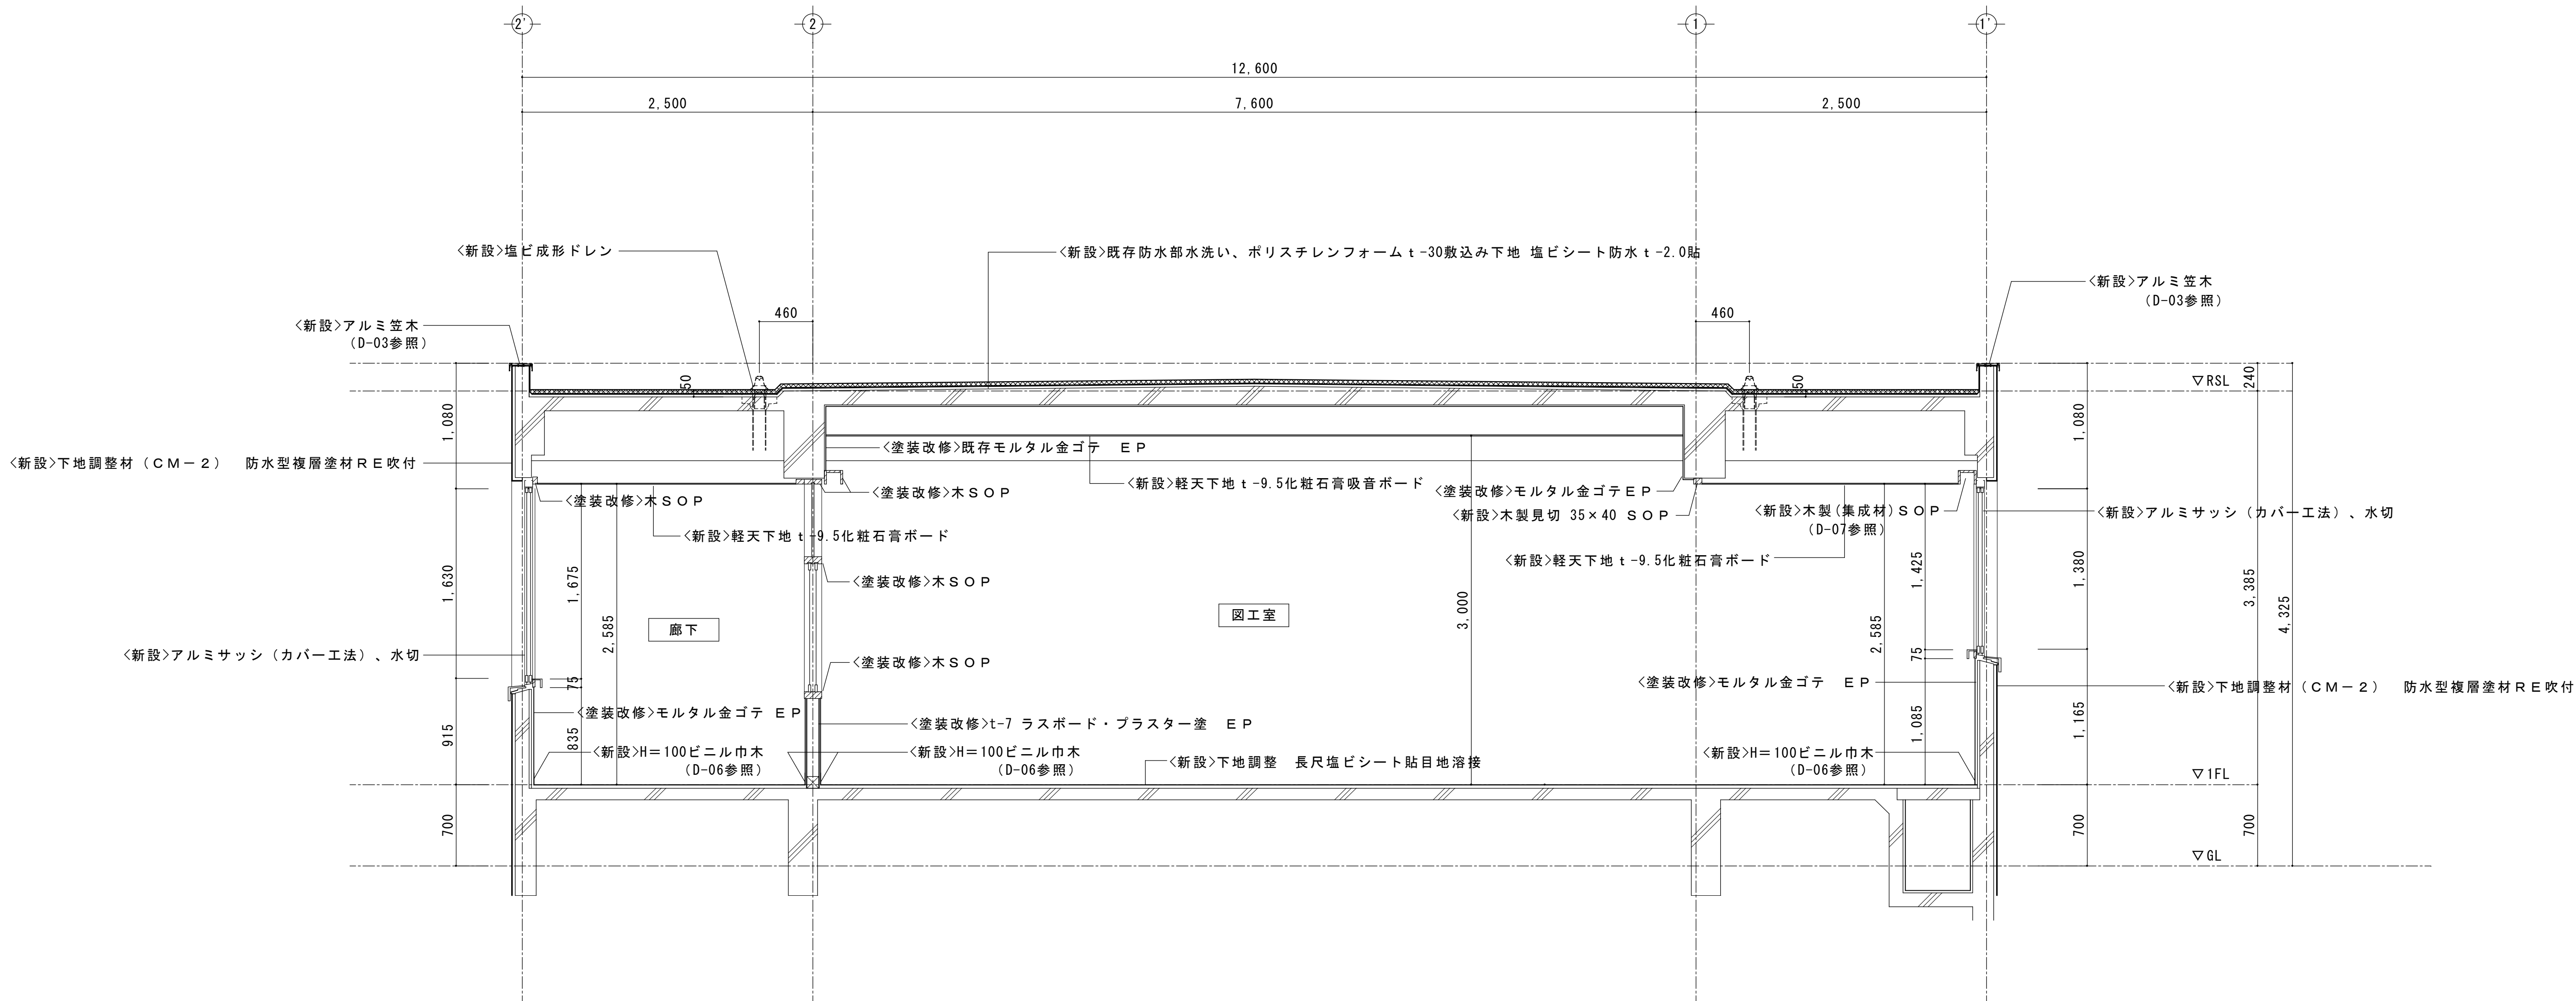 2'
2
1
1'
12,600
2,500
7,600
2,500
<新設>塩ビ成形ドレン
<新設>既存防水部水洗い、ポリスチレンフォームｔ-30敷込み下地 塩ビシート防水ｔ-2.0貼
<新設>アルミ笠木
(D-03参照)
460
460
<新設>アルミ笠木
(D-03参照)
50
50
▽RSL
240
1,080
1,080
<塗装改修>既存モルタル金ゴテ　ＥＰ
<新設>下地調整材（ＣＭ－２）　防水型複層塗材ＲＥ吹付
<新設>軽天下地ｔ-9.5化粧石膏吸音ボード
<塗装改修>木ＳＯＰ
<塗装改修>木ＳＯＰ
<塗装改修>モルタル金ゴテＥＰ
<新設>木製見切 35×40 ＳＯＰ
<新設>木製(集成材)ＳＯＰ
(D-07参照)
<新設>アルミサッシ（カバー工法）、水切
<新設>軽天下地ｔ-9.5化粧石膏ボード
<新設>軽天下地ｔ-9.5化粧石膏ボード
<塗装改修>木ＳＯＰ
1,630
1,675
2,585
3,000
2,585
1,425
1,380
3,385
4,325
廊下
図工室
<新設>アルミサッシ（カバー工法）、水切
<塗装改修>木ＳＯＰ
75
75
<塗装改修>モルタル金ゴテ　ＥＰ
<新設>下地調整材（ＣＭ－２）　防水型複層塗材ＲＥ吹付
<塗装改修>モルタル金ゴテ ＥＰ
<塗装改修>t-7 ラスボード・プラスター塗　ＥＰ
915
835
1,085
1,165
<新設>H＝100ビニル巾木
(D-06参照)
<新設>H＝100ビニル巾木
(D-06参照)
<新設>下地調整　長尺塩ビシート貼目地溶接
<新設>H＝100ビニル巾木
(D-06参照)
▽1FL
700
700
700
▽GL